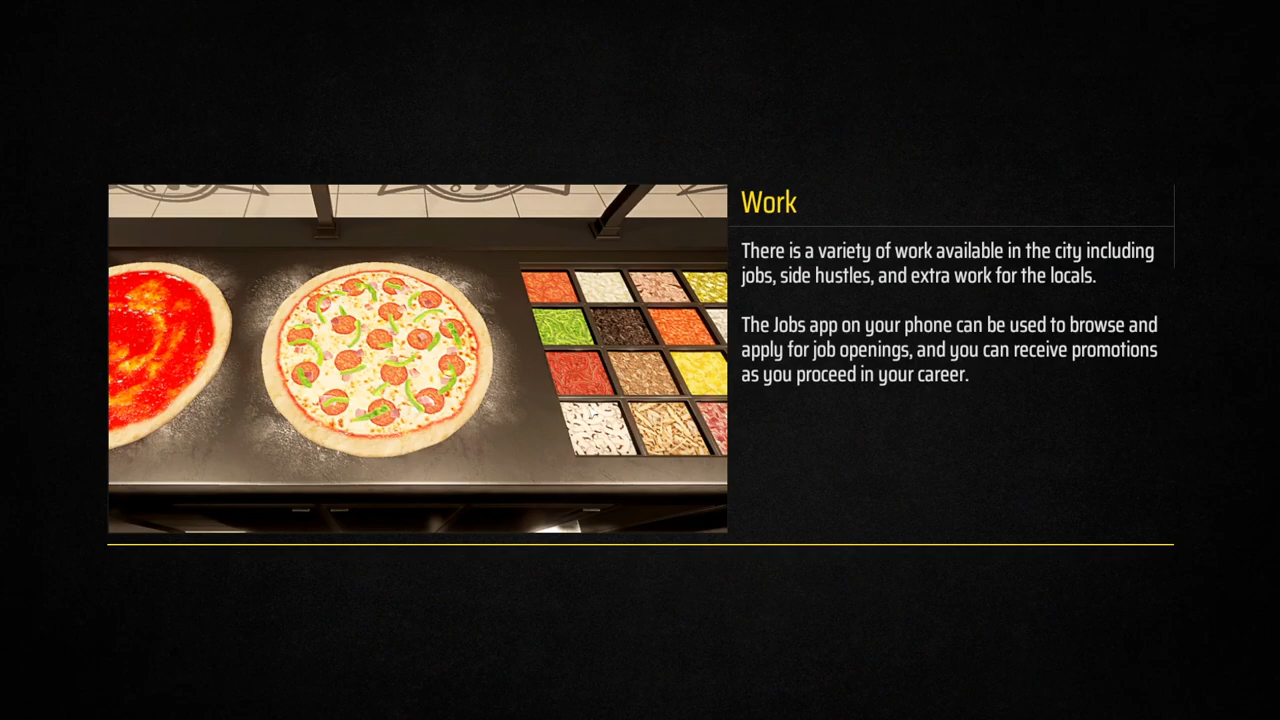 Work
There is a variety of work available in the city including
jobs, side hustles, and extra work for the locals.
The Jobs app on your phone can be used to browse and
apply for job openings, and you can receive promotions
as you proceed in your career.